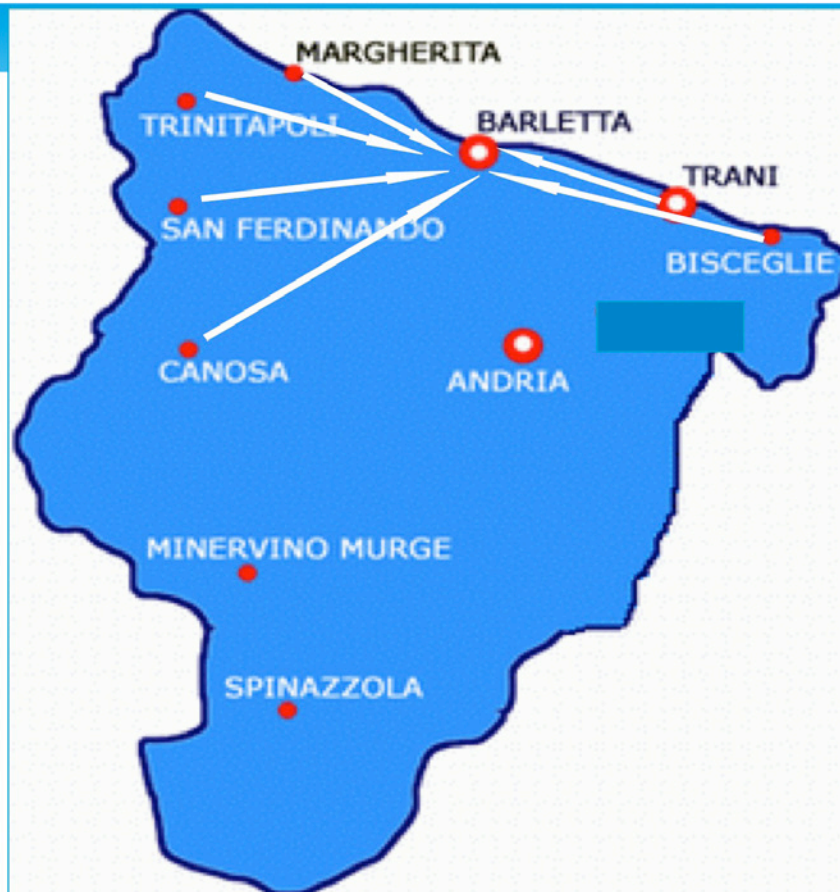 MARGHERITA
TRINITAPOLI
BARLETTA
TRANI
SAN FERDINANDO
BISCEGLIE
CANOSA
ANDRIA
MINERVINO MURGE
SPINAZZOLA